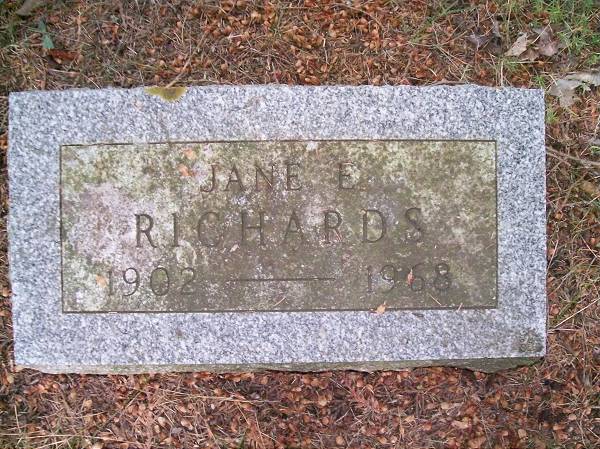 JANE E.
RICHARDS
1902 — 1968